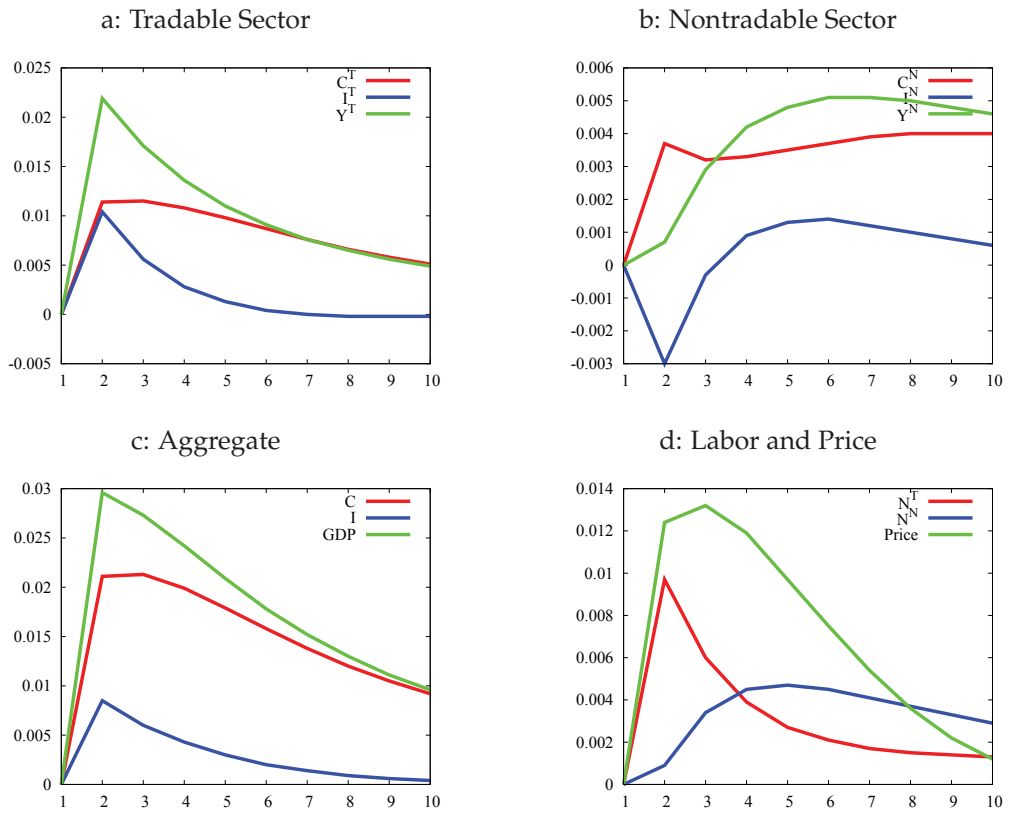 a: Tradable Sector
0.025
0.02
0.015
0.01
0.005
0
-0.005
C^T
I^T
Y^T
1 2 3 4 5 6 7 8 9 10
b: Nontradable Sector
0.006
0.005
0.004
0.003
0.002
0.001
0
-0.001
-0.002
-0.003
C^N
I^N
Y^N
1 2 3 4 5 6 7 8 9 10
c: Aggregate
0.03
0.025
0.02
0.015
0.01
0.005
0
C
I
GDP
1 2 3 4 5 6 7 8 9 10
d: Labor and Price
0.014
0.012
0.01
0.008
0.006
0.004
0.002
0
N^T
N^N
Price
1 2 3 4 5 6 7 8 9 10